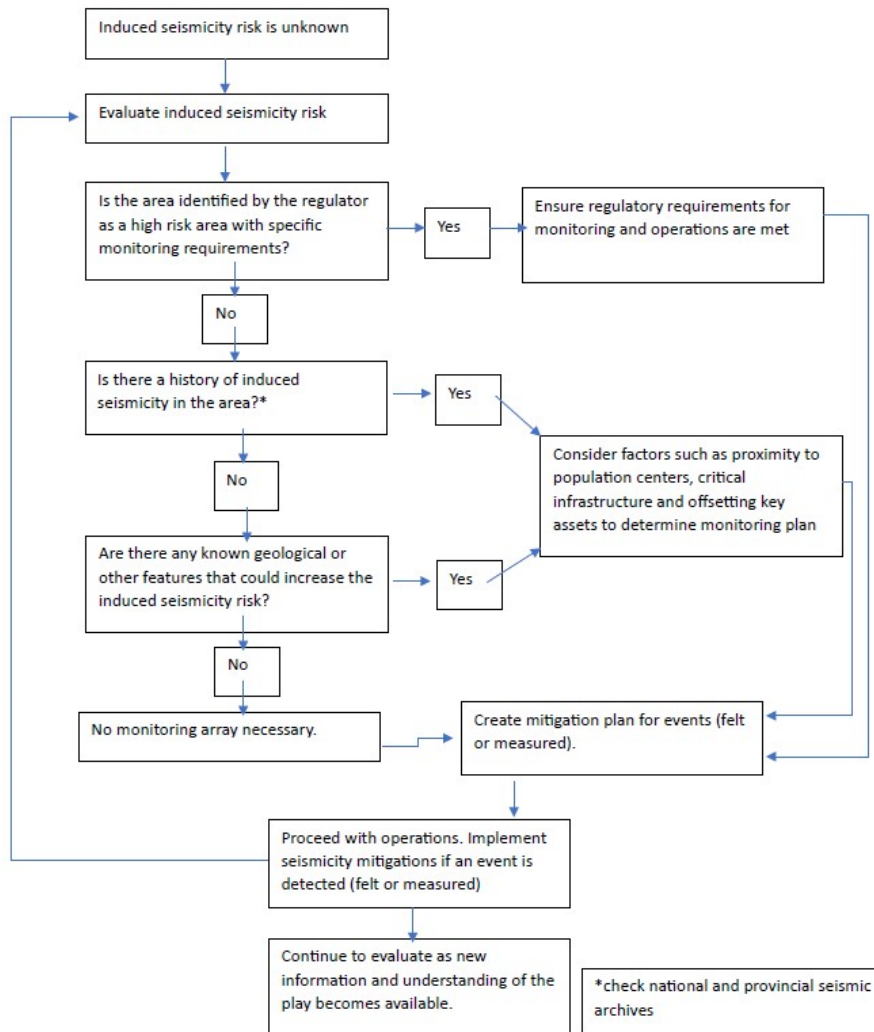 Induced seismicity risk is unknown
Evaluate induced seismicity risk
Is the area identified by the regulator
as a high risk area with specific
monitoring requirements?
Yes
Ensure regulatory requirements for
monitoring and operations are met
No
Is there a history of induced
seismicity in the area?*
Yes
Consider factors such as proximity to
population centers, critical
infrastructure and offsetting key
assets to determine monitoring plan
No
Are there any known geological or
other features that could increase the
induced seismicity risk?
Yes
No
No monitoring array necessary.
Create mitigation plan for events (felt
or measured).
Proceed with operations. Implement
seismicity mitigations if an event is
detected (felt or measured)
Continue to evaluate as new
information and understanding of the
play becomes available.
*check national and provincial seismic
archives